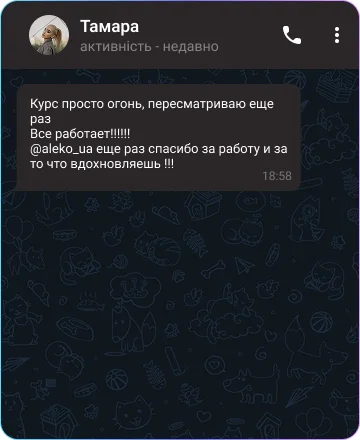 Тамара
активність - недавно
Курс просто огонь, пересматриваю еще
раз
Все работает!!!!!!
@aleko_ua еще раз спасибо за работу и за
то что вдохновляешь !!!
18:58